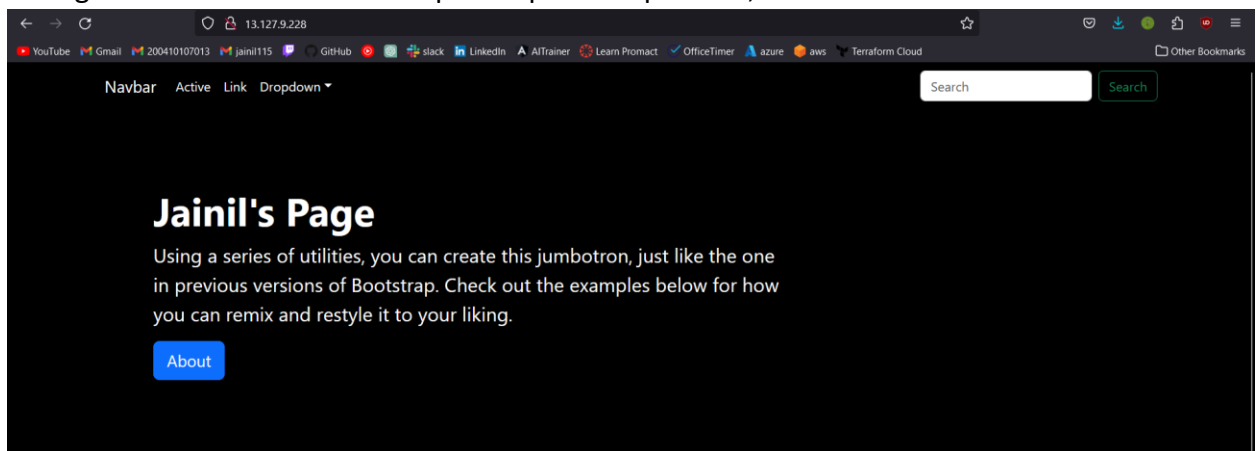 13.127.9.228
YouTube Gmail 200410107013 jainil115 GitHub slack LinkedIn AITrainer Learn Promact OfficeTimer azure aws Terraform Cloud Other Bookmarks
Navbar Active Link Dropdown Search Search
Jainil's Page
Using a series of utilities, you can create this jumbotron, just like the one
in previous versions of Bootstrap. Check out the examples below for how
you can remix and restyle it to your liking.
About